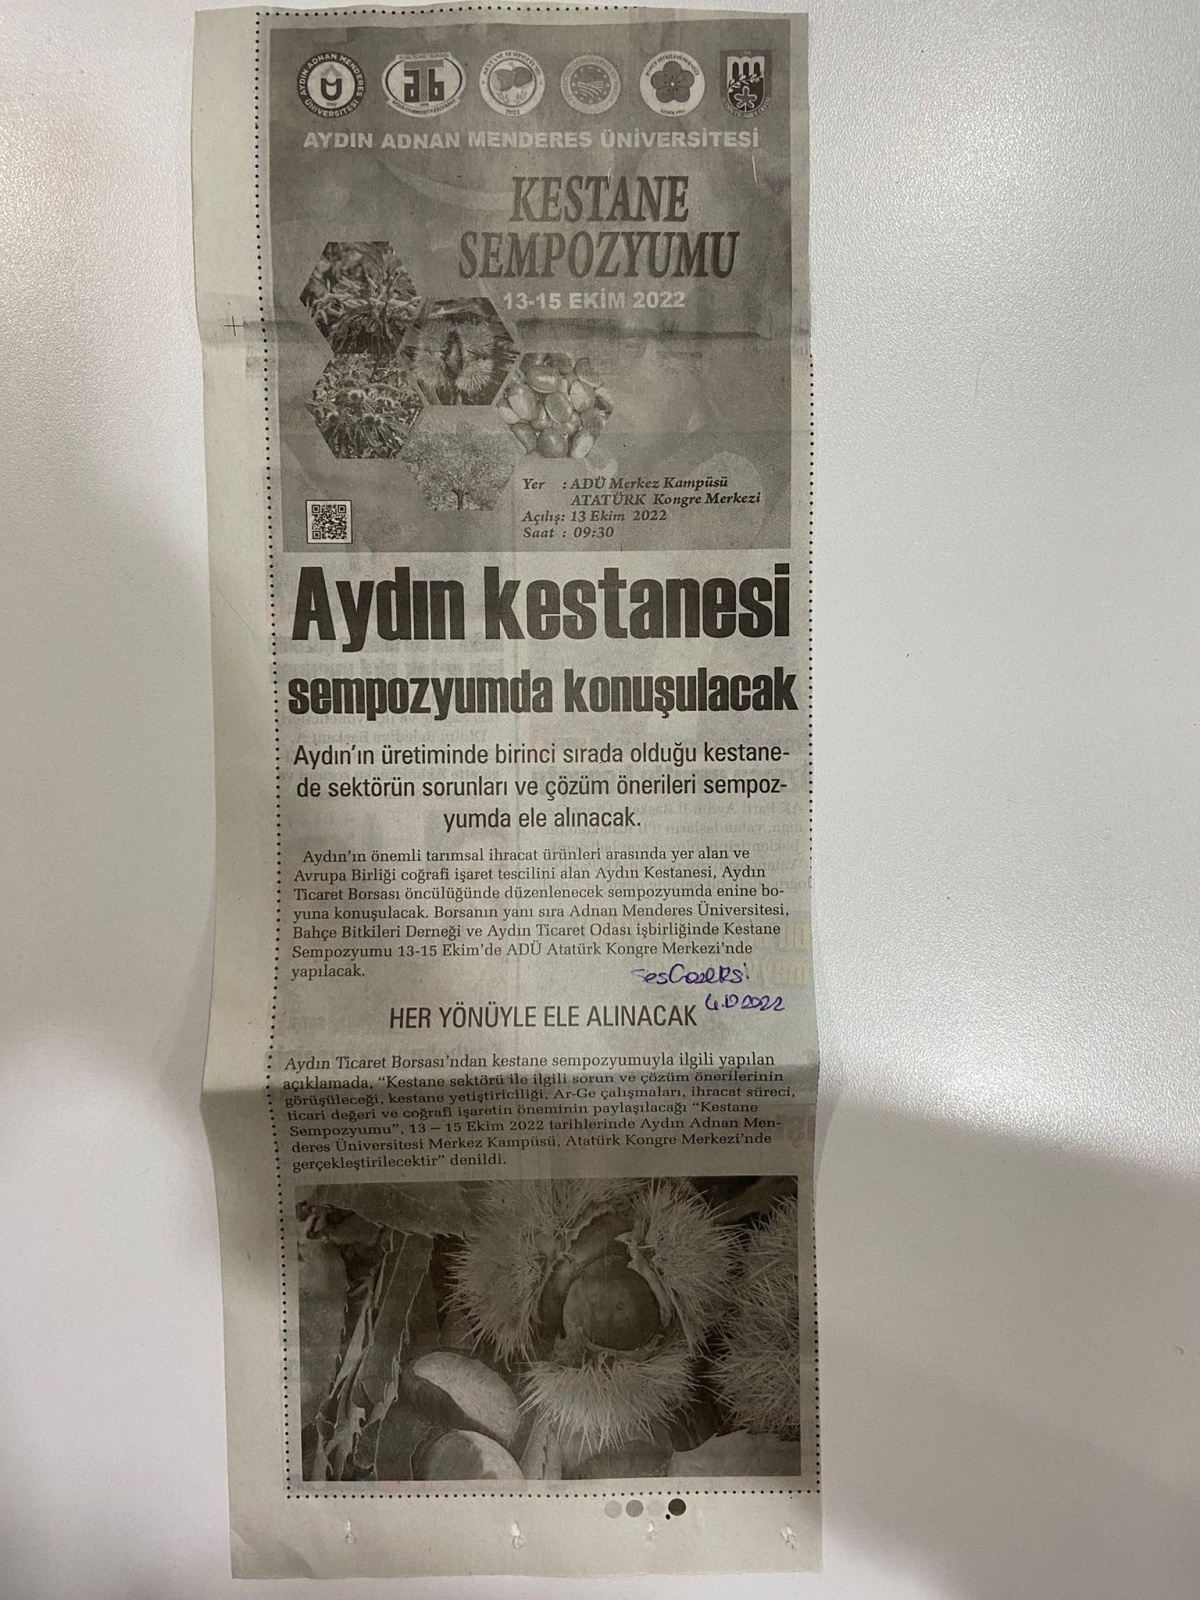 AYDIN ADNAN MENDERES ÜNİVERSİTESİ
KESTANE
SEMPOZYUMU
13-15 EKİM 2022
Yer : ADÜ Merkez Kampüsü
ATATÜRK Kongre Merkezi
Açılış: 13 Ekim 2022
Saat : 09:30
Aydın kestanesi
sempozyumda konuşulacak
Aydın'ın üretiminde birinci sırada olduğu kestane-
de sektörün sorunları ve çözüm önerileri sempoz-
yumda ele alınacak.
Aydın'ın önemli tarımsal ihracat ürünleri arasında yer alan ve
Avrupa Birliği coğrafi işaret tescilini alan Aydın Kestanesi, Aydın
Ticaret Borsası öncülüğünde düzenlenecek sempozyumda enine bo-
yuna konuşulacak. Borsanın yanı sıra Adnan Menderes Üniversitesi,
Bahçe Bitkileri Derneği ve Aydın Ticaret Odası işbirliğinde Kestane
Sempozyumu 13-15 Ekim'de ADÜ Atatürk Kongre Merkezi'nde
yapılacak.
HER YÖNÜYLE ELE ALINACAK
Aydın Ticaret Borsası'ndan kestane sempozyumuyla ilgili yapılan
açıklamada, "Kestane sektörü ile ilgili sorun ve çözüm önerilerinin
görüşüleceği, kestane yetiştiriciliği, Ar-Ge çalışmaları, ihracat süreci,
ticari değeri ve coğrafi işaretin öneminin paylaşılacağı "Kestane
Sempozyumu", 13 – 15 Ekim 2022 tarihlerinde Aydın Adnan Men-
deres Üniversitesi Merkez Kampüsü, Atatürk Kongre Merkezi'nde
gerçekleştirilecektir" denildi.